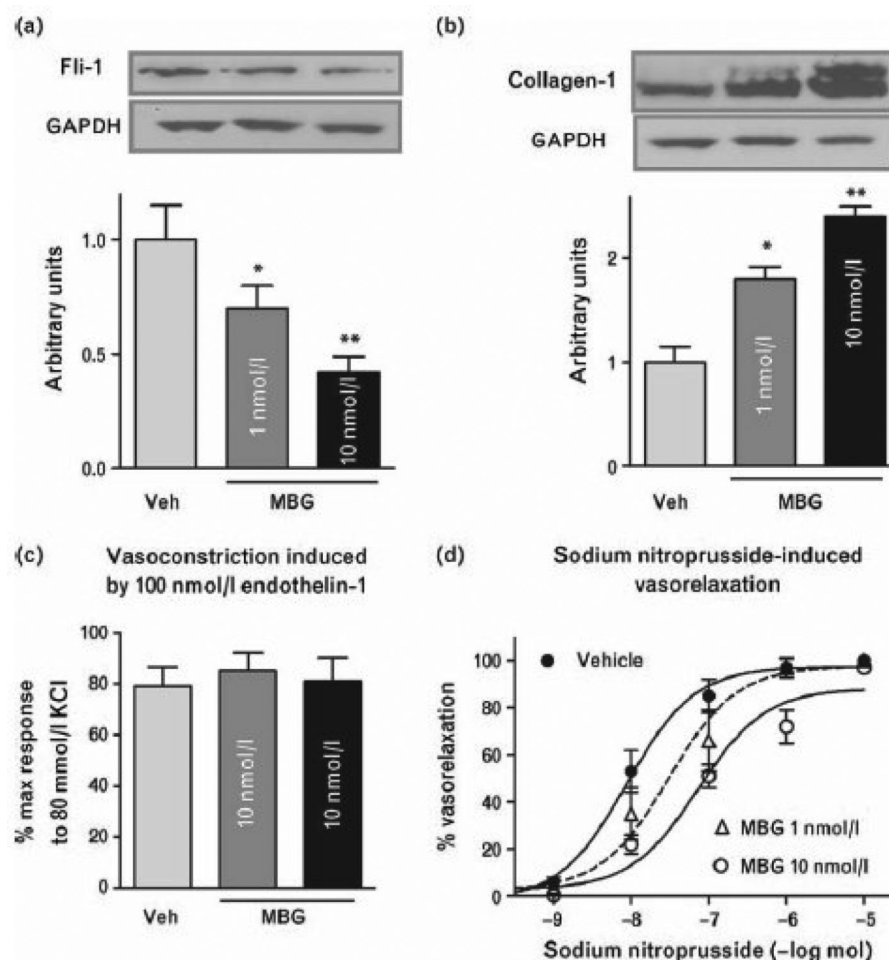 (a)
Fli-1
GAPDH
Arbitrary units
1.0
0.5
0.0
*
**
1 nmol/l
10 nmol/l
Veh
MBG
(b)
Collagen-1
GAPDH
Arbitrary units
2
1
0
*
**
1 nmol/l
10 nmol/l
Veh
MBG
(c)
Vasoconstriction induced
by 100 nmol/l endothelin-1
% max response
to 80 mmol/l KCl
100
80
60
40
20
0
10 nmol/l
10 nmol/l
Veh
MBG
(d)
Sodium nitroprusside-induced
vasorelaxation
% vasorelaxation
100
80
60
40
20
0
Vehicle
MBG 1 nmol/l
MBG 10 nmol/l
−9 −8 −7 −6 −5
Sodium nitroprusside (−log mol)